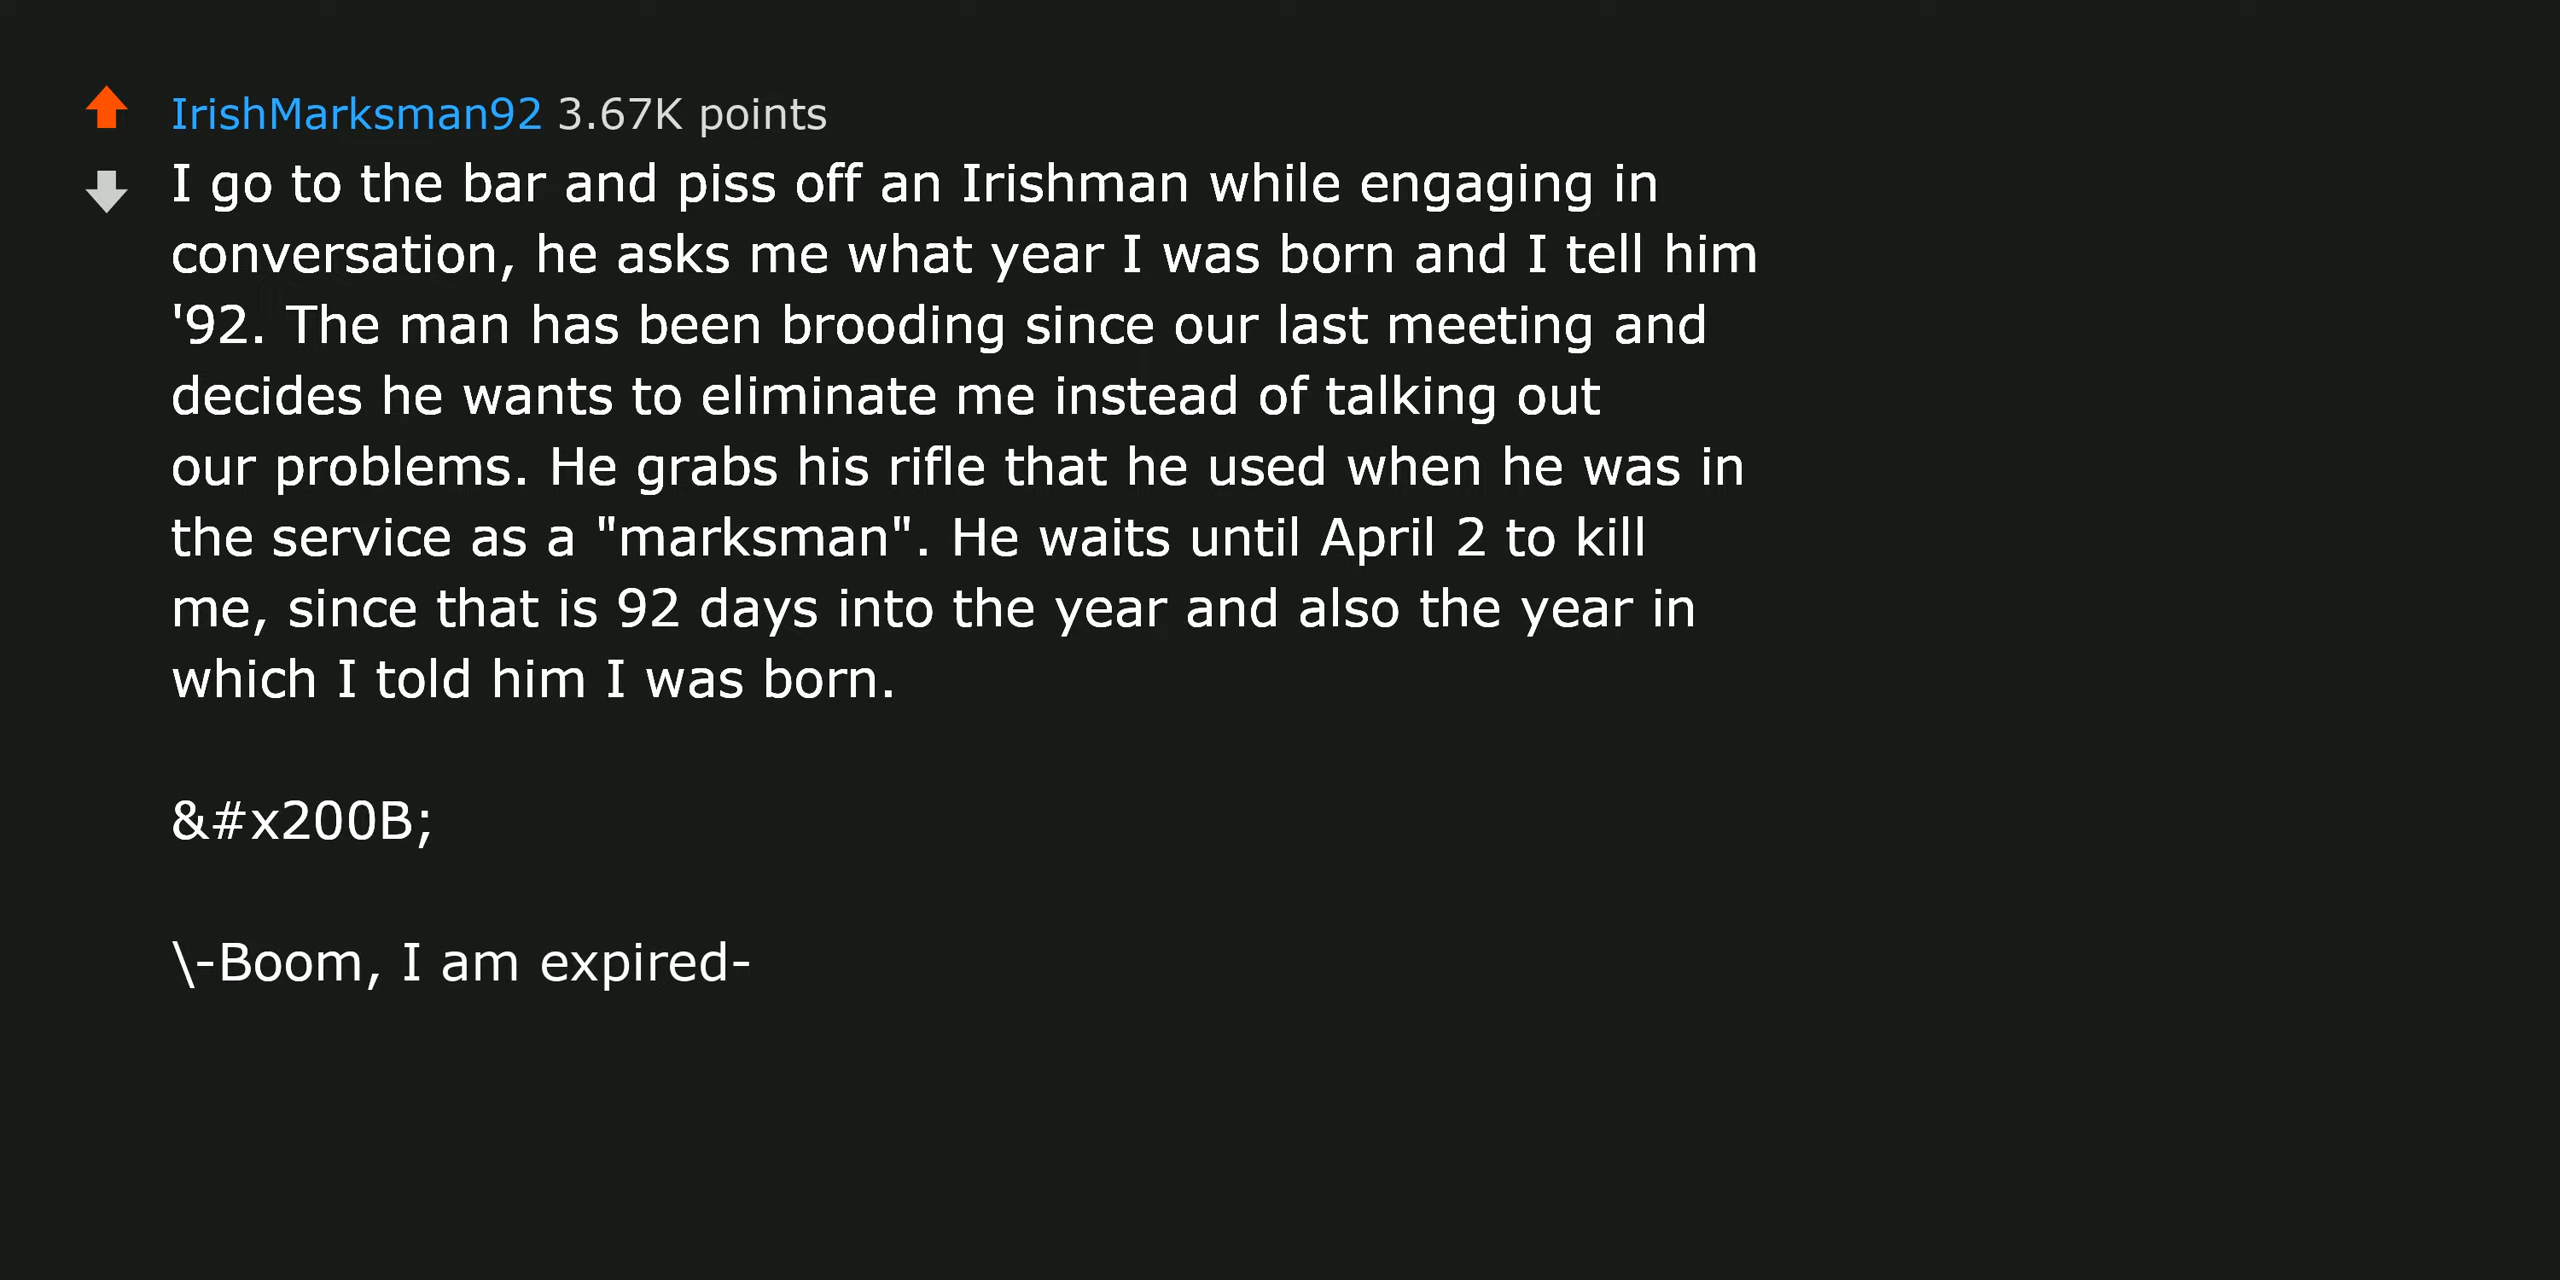 IrishMarksman92 3.67K points
I go to the bar and piss off an Irishman while engaging in
conversation, he asks me what year I was born and I tell him
'92. The man has been brooding since our last meeting and
decides he wants to eliminate me instead of talking out
our problems. He grabs his rifle that he used when he was in
the service as a "marksman". He waits until April 2 to kill
me, since that is 92 days into the year and also the year in
which I told him I was born.
&#x200B;
\-Boom, I am expired-